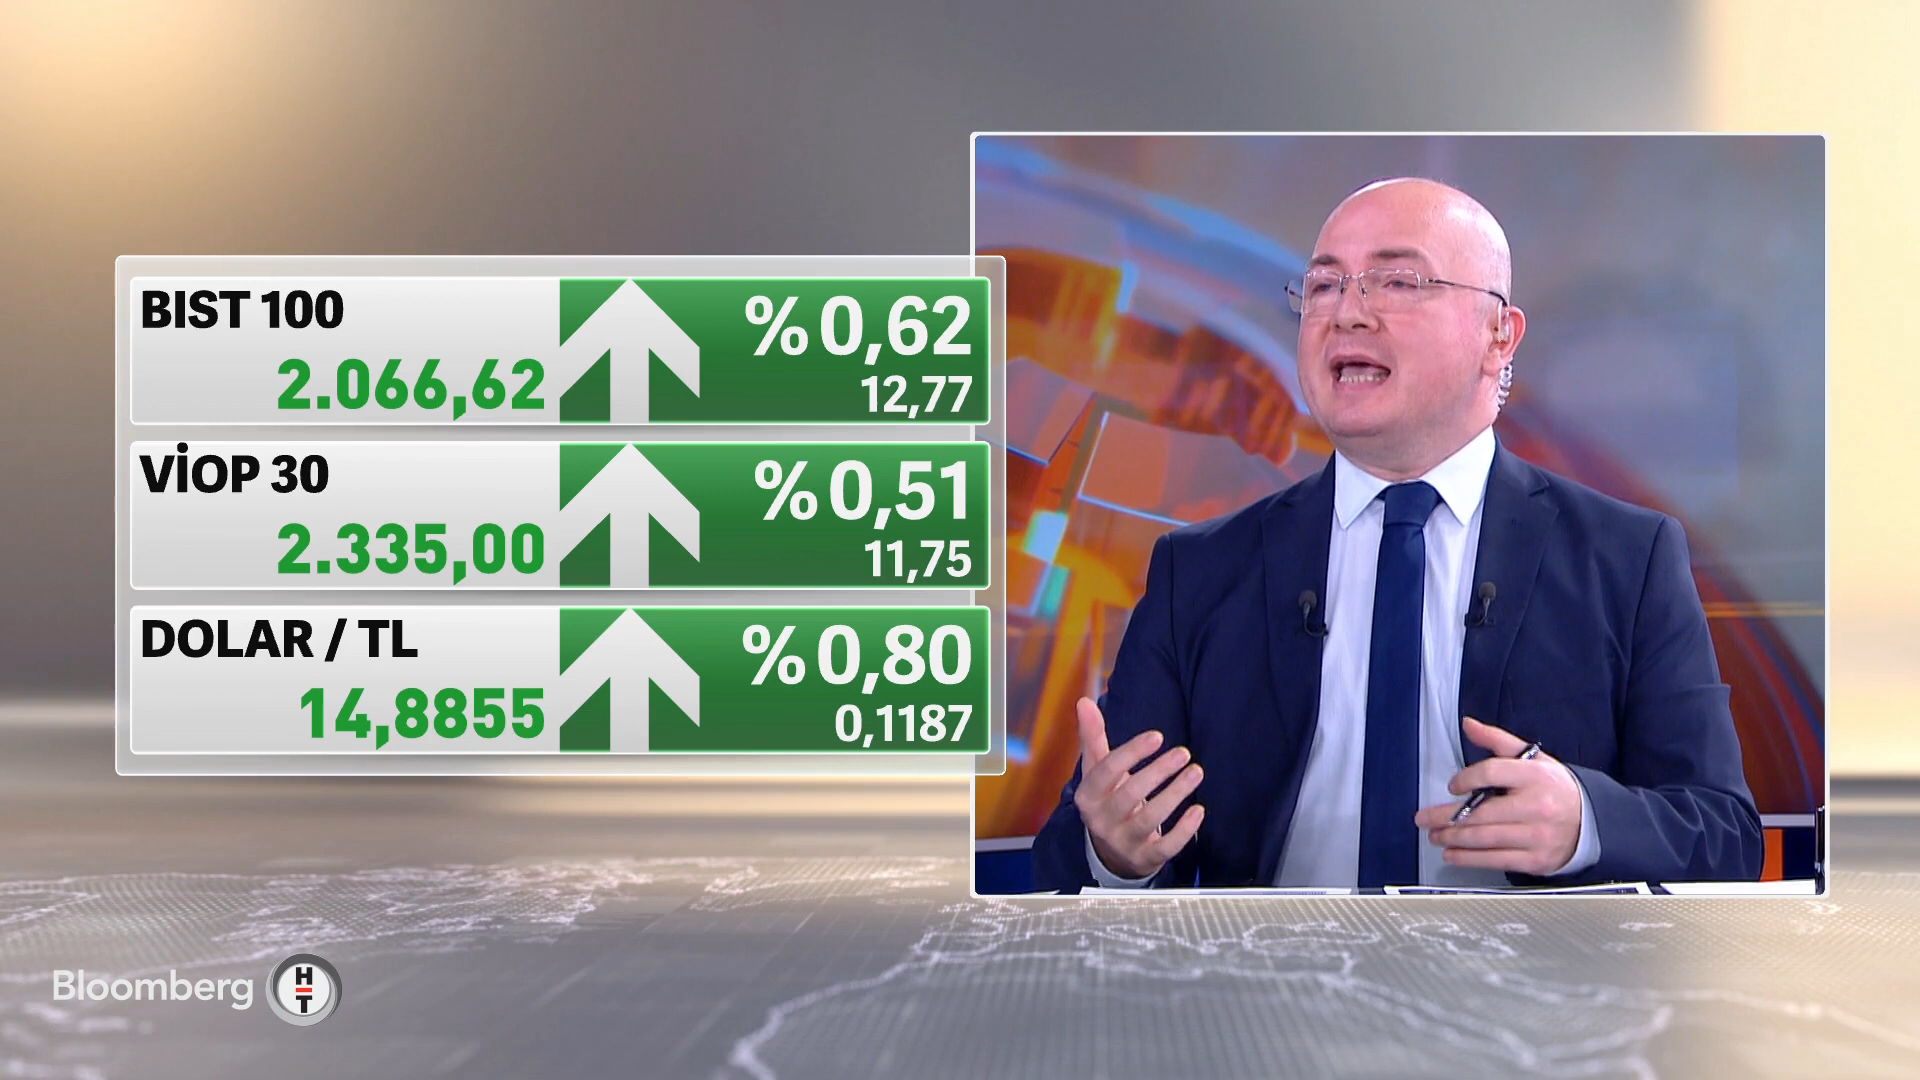 BIST 100
2.066,62
%0,62
12,77
VİOP 30
2.335,00
%0,51
11,75
DOLAR / TL
14,8855
%0,80
0,1187
Bloomberg HT